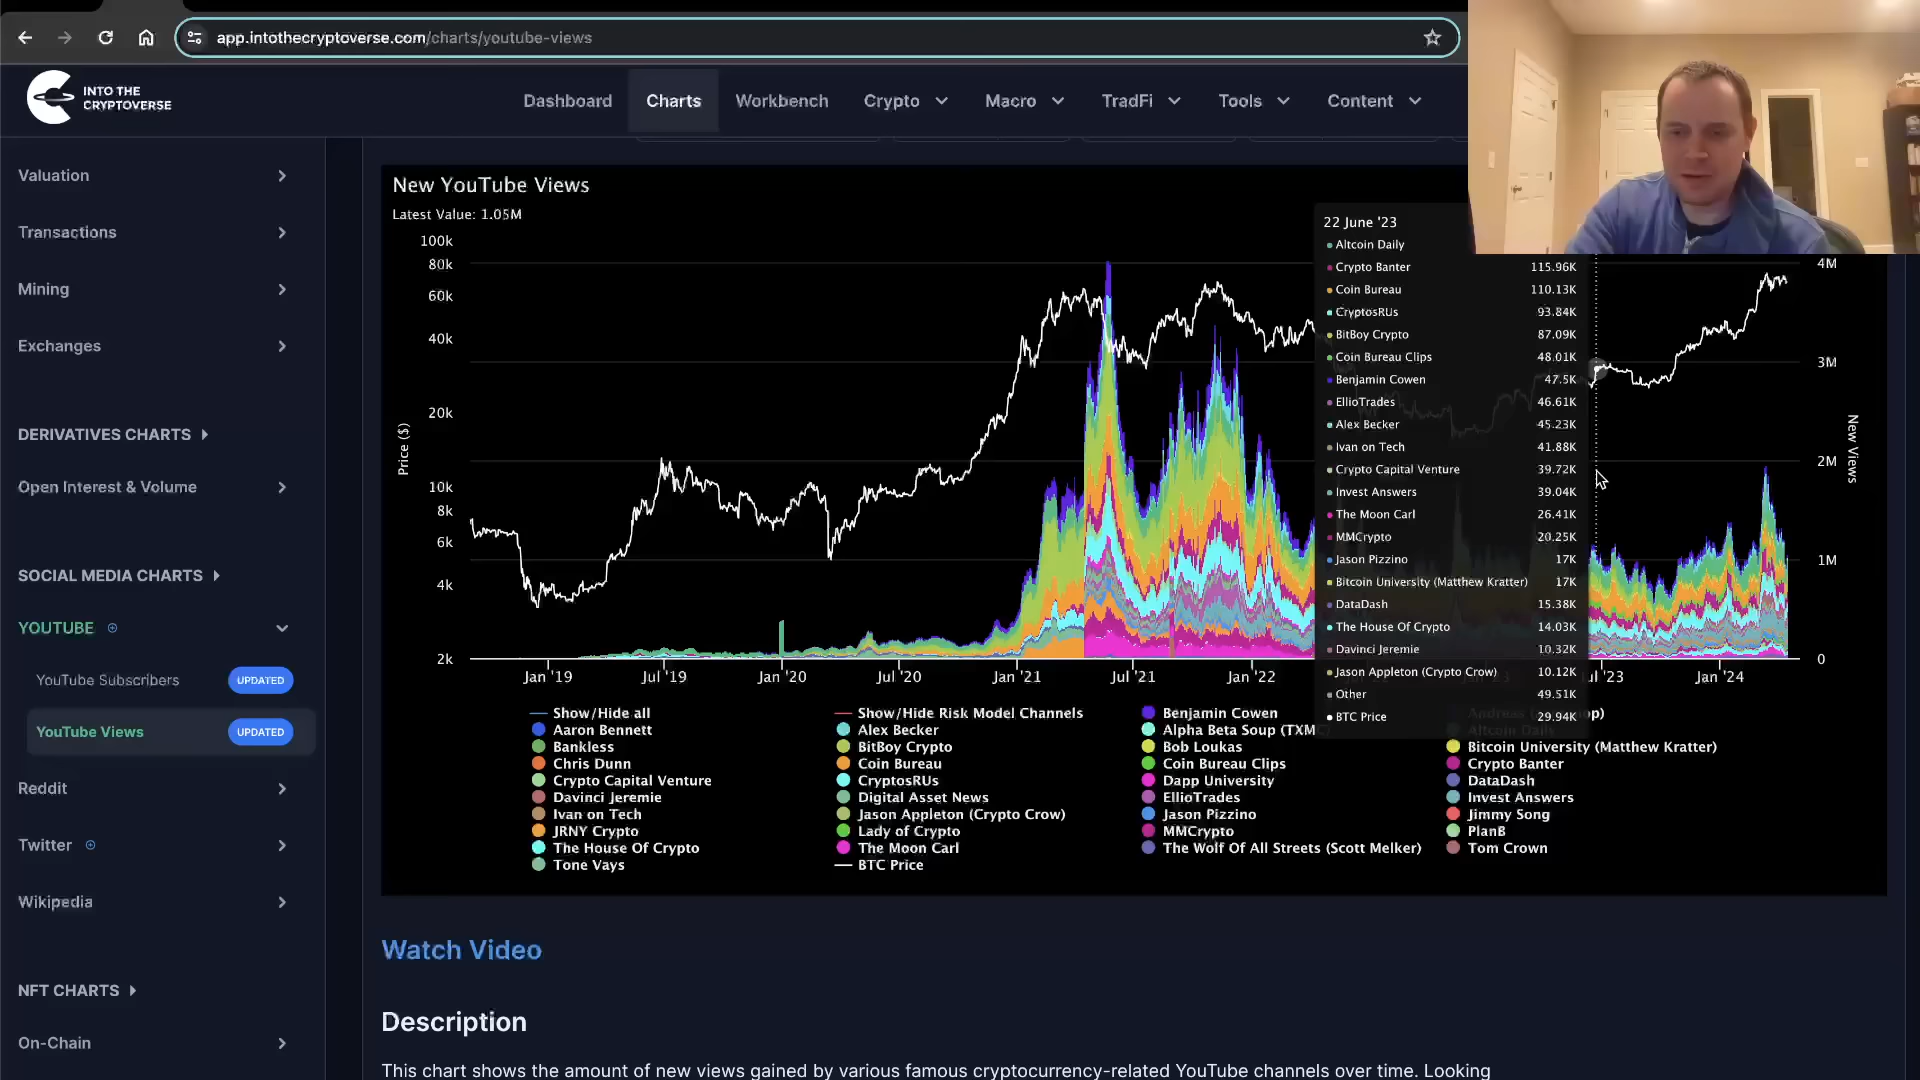 app.intothecryptoverse.com/charts/youtube-views
INTO THE
CRYPTOVERSE
Dashboard
Charts
Workbench
Crypto
Macro
TradFi
Tools
Content
Valuation
Transactions
Mining
Exchanges
DERIVATIVES CHARTS
Open Interest & Volume
SOCIAL MEDIA CHARTS
YOUTUBE
YouTube Subscribers UPDATED
YouTube Views UPDATED
Reddit
Twitter
Wikipedia
NFT CHARTS
On-Chain
New YouTube Views
Latest Value: 1.05M
100k
80k
60k
40k
20k
10k
8k
6k
4k
2k
Price ($)
4M
3M
2M
1M
0
New Views
Jan '19
Jul '19
Jan '20
Jul '20
Jan '21
Jul '21
Jan '22
ul '23
Jan '24
22 June '23
Altcoin Daily
Crypto Banter 115.96K
Coin Bureau 110.13K
CryptosRUs 93.84K
BitBoy Crypto 87.09K
Coin Bureau Clips 48.01K
Benjamin Cowen 47.5K
EllioTrades 46.61K
Alex Becker 45.23K
Ivan on Tech 41.88K
Crypto Capital Venture 39.72K
Invest Answers 39.04K
The Moon Carl 26.41K
MMCrypto 20.25K
Jason Pizzino 17K
Bitcoin University (Matthew Kratter) 17K
DataDash 15.38K
The House Of Crypto 14.03K
Davinci Jeremie 10.32K
Jason Appleton (Crypto Crow) 10.12K
Other 49.51K
BTC Price 29.94K
Show/Hide all Show/Hide Risk Model Channels Benjamin Cowen
Aaron Bennett Alex Becker Alpha Beta Soup (TXM Altcoin Daily
Bankless BitBoy Crypto Bob Loukas Bitcoin University (Matthew Kratter)
Chris Dunn Coin Bureau Coin Bureau Clips Crypto Banter
Crypto Capital Venture CryptosRUs Dapp University DataDash
Davinci Jeremie Digital Asset News EllioTrades Invest Answers
Ivan on Tech Jason Appleton (Crypto Crow) Jason Pizzino Jimmy Song
JRNY Crypto Lady of Crypto MMCrypto PlanB
The House Of Crypto The Moon Carl The Wolf Of All Streets (Scott Melker) Tom Crown
Tone Vays BTC Price
Watch Video
Description
This chart shows the amount of new views gained by various famous cryptocurrency-related YouTube channels over time. Looking